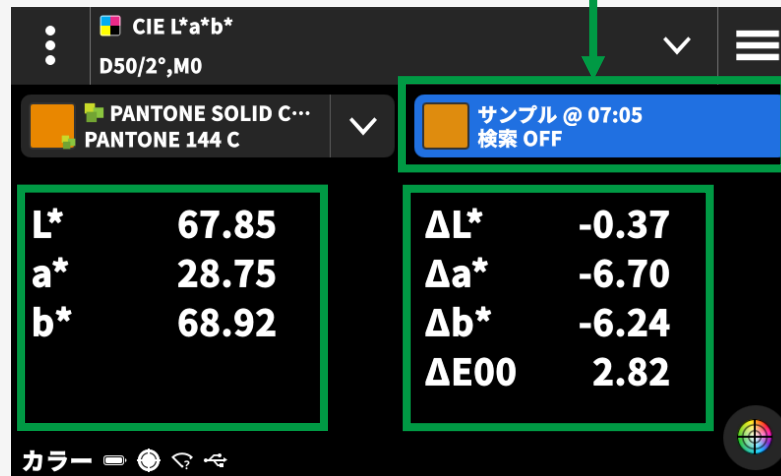 CIE L*a*b*
D50/2°,M0
PANTONE SOLID C…
PANTONE 144 C
サンプル @ 07:05
検索 OFF
L* 67.85
a* 28.75
b* 68.92
ΔL* -0.37
Δa* -6.70
Δb* -6.24
ΔE00 2.82
カラー